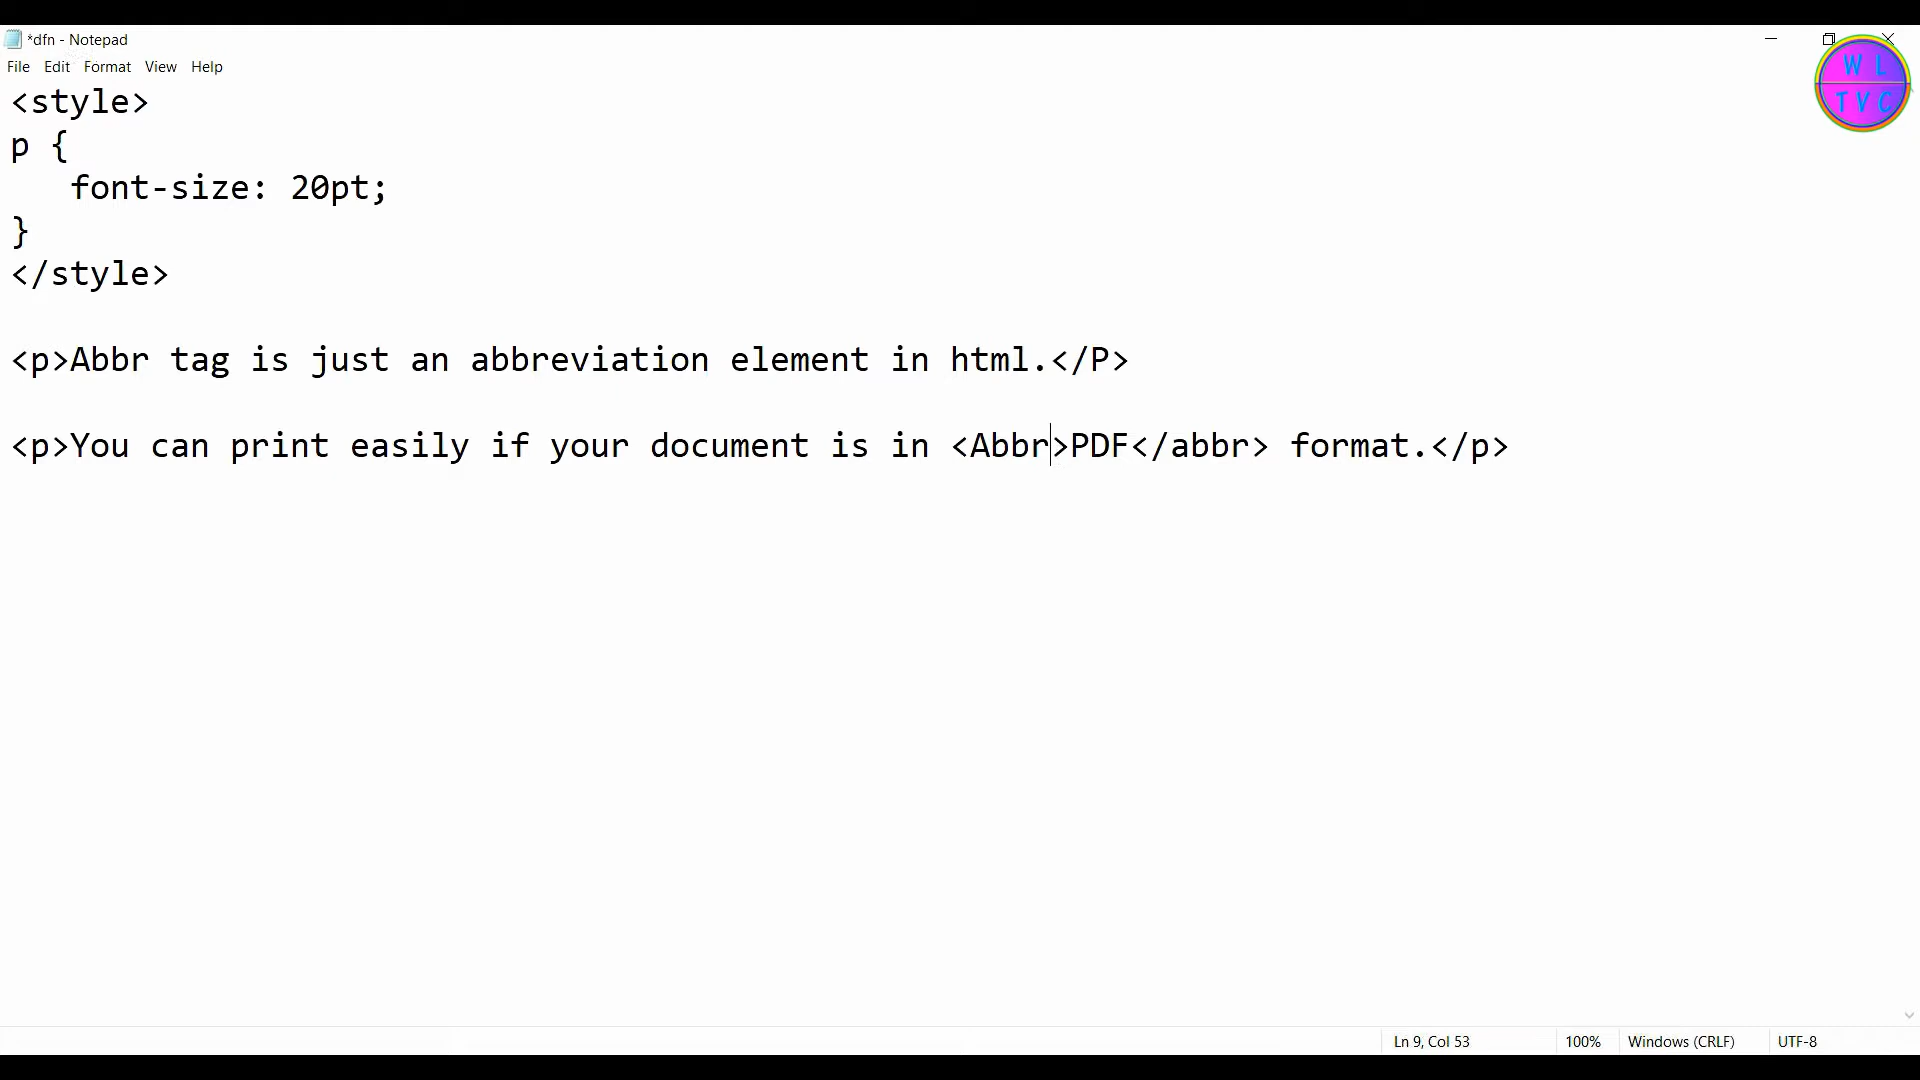 *dfn - Notepad
File Edit Format View Help
W L
T V C
<style>
p {
   font-size: 20pt;
}
</style>
<p>Abbr tag is just an abbreviation element in html.</P>
<p>You can print easily if your document is in <Abbr>PDF</abbr> format.</p>
Ln 9, Col 53 100% Windows (CRLF) UTF-8